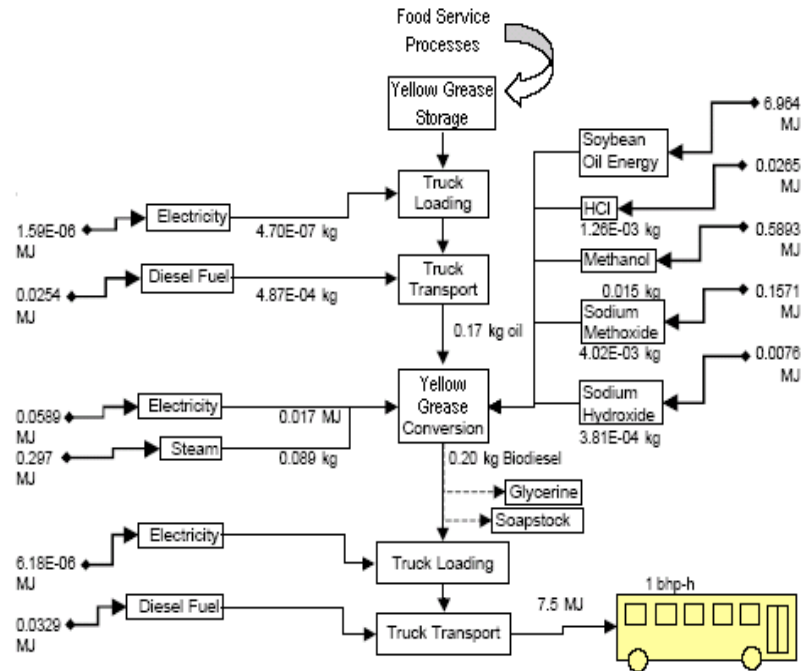 Food Service
Processes
Yellow Grease
Storage
6.964
MJ
Soybean
Oil Energy
Truck
Loading
0.0265
MJ
HCl
1.26E-03 kg
Electricity
4.70E-07 kg
1.59E-06
MJ
0.5893
MJ
Methanol
0.015 kg
Diesel Fuel
4.87E-04 kg
0.0254
MJ
Truck
Transport
0.1571
MJ
Sodium
Methoxide
4.02E-03 kg
0.17 kg oil
0.0076
MJ
Yellow
Grease
Conversion
Sodium
Hydroxide
3.81E-04 kg
Electricity
0.017 MJ
0.0589
MJ
Steam
0.089 kg
0.297
MJ
0.20 kg Biodiesel
Glycerine
Soapstock
Electricity
6.18E-06
MJ
Truck Loading
Diesel Fuel
0.0329
MJ
Truck Transport
7.5 MJ
1 bhp-h